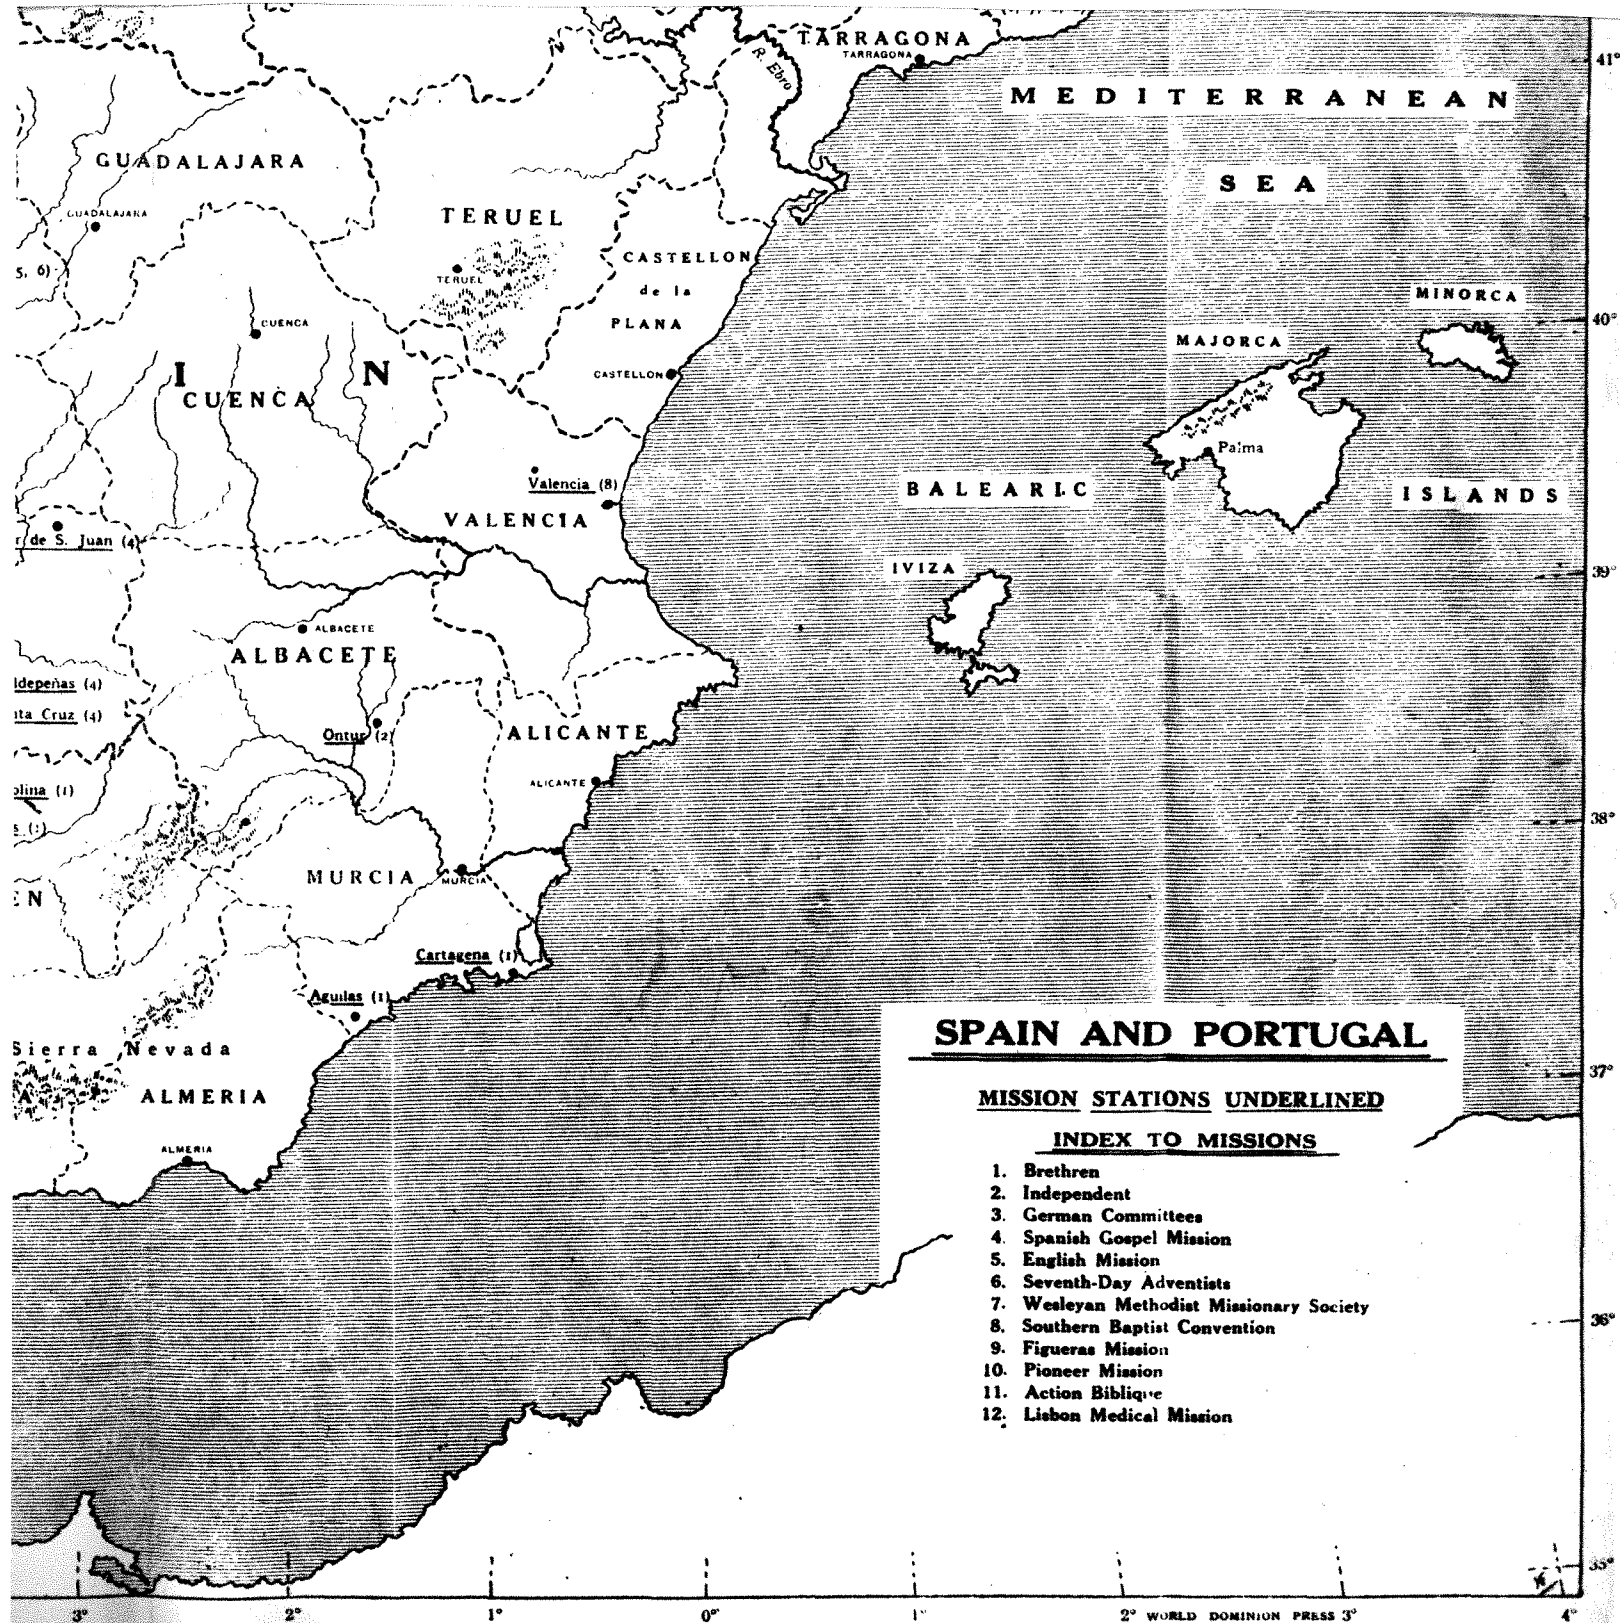 TARRAGONA
TARRAGONA
R. Ebro
41°
MEDITERRANEAN
SEA
GUADALAJARA
GUADALAJARA
TERUEL
TERUEL
CASTELLON
de la
PLANA
CASTELLON
5, 6)
CUENCA
I N
CUENCA
MINORCA
40°
MAJORCA
Palma
BALEARIC ISLANDS
Valencia (8)
VALENCIA
de S. Juan (4)
IVIZA
39°
ALBACETE
ALBACETE
ldepeñas (4)
ta Cruz (4)
Ontur (2)
ALICANTE
ALICANTE
olina (1)
38°
MURCIA
MURCIA
EN
Cartagena (1)
Aguilas (1)
Sierra Nevada
A
ALMERIA
ALMERIA
37°
SPAIN AND PORTUGAL
MISSION STATIONS UNDERLINED
INDEX TO MISSIONS
1. Brethren
2. Independent
3. German Committees
4. Spanish Gospel Mission
5. English Mission
6. Seventh-Day Adventists
7. Wesleyan Methodist Missionary Society
8. Southern Baptist Convention
9. Figueras Mission
10. Pioneer Mission
11. Action Biblique
12. Lisbon Medical Mission
36°
35°
3° 2° 1° 0° 1° 2° WORLD DOMINION PRESS 3° 4°